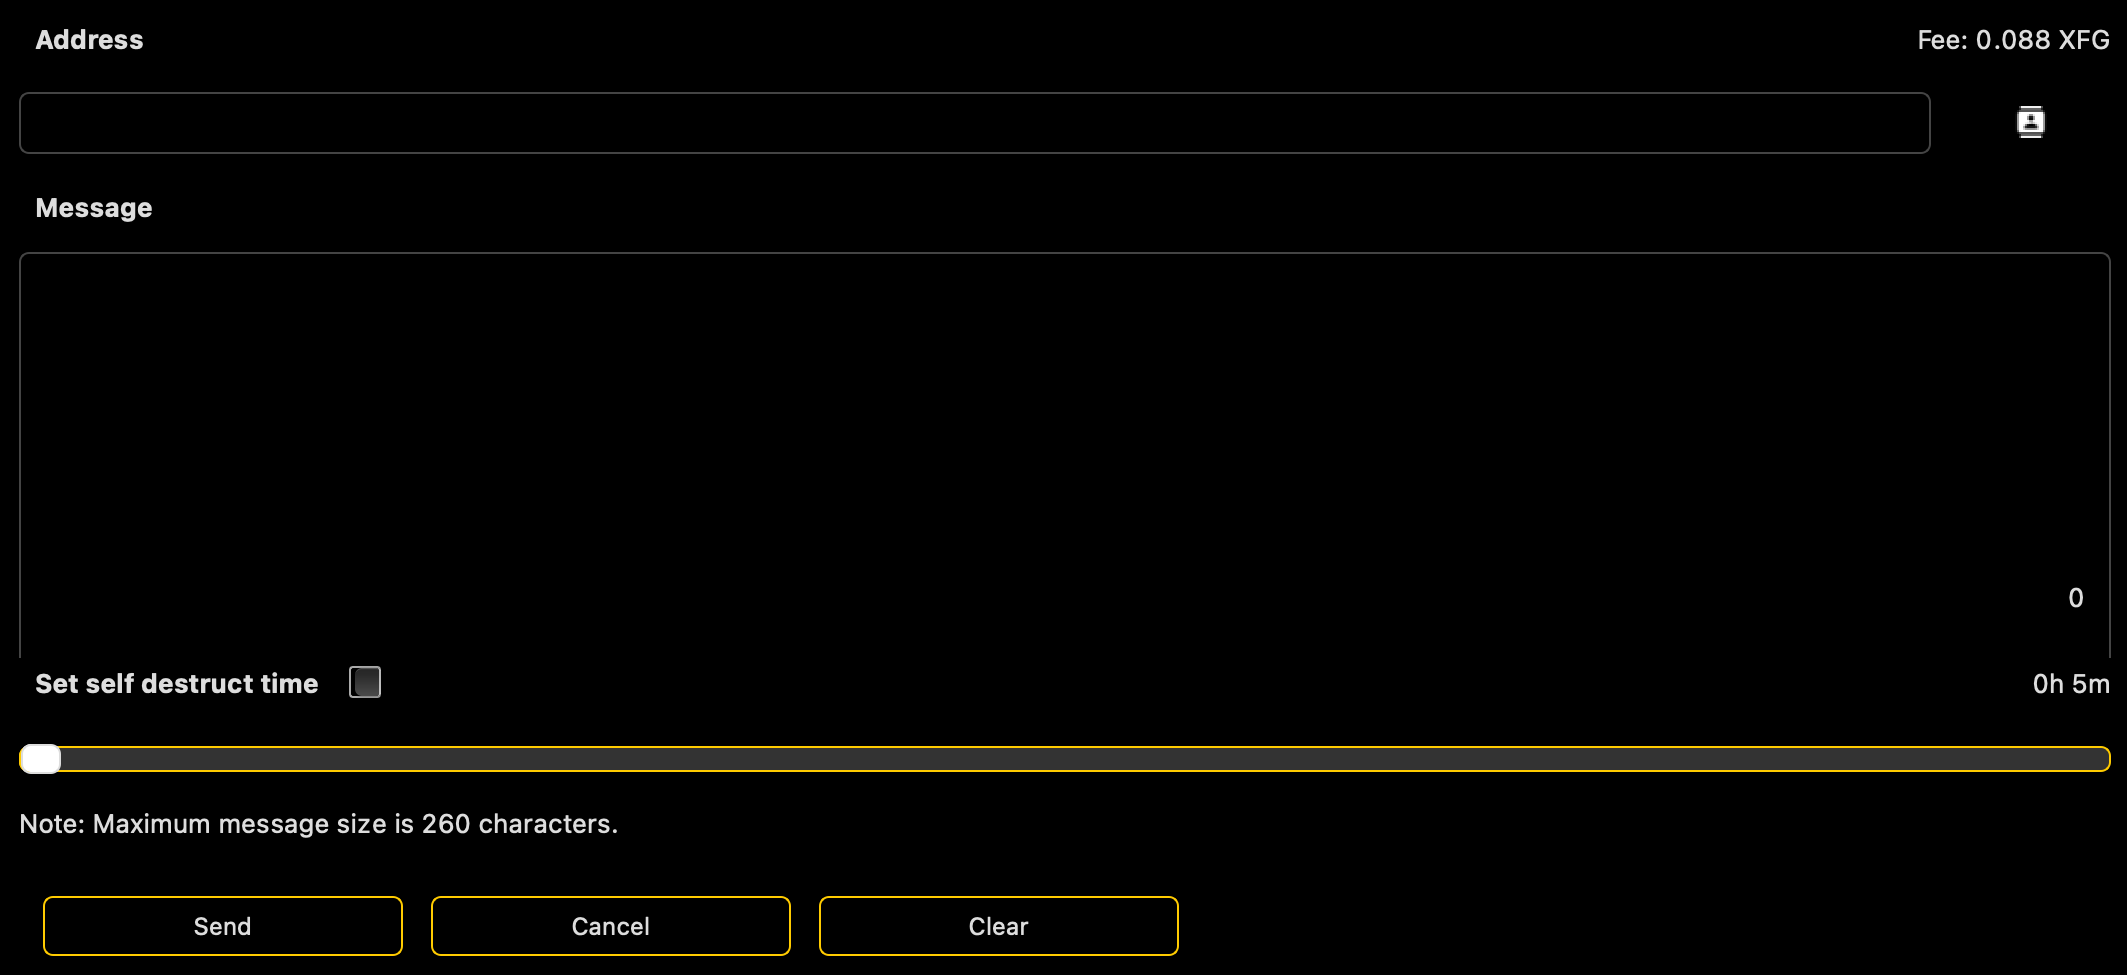 Address
Fee: 0.088 XFG
Message
0
Set self destruct time
0h 5m
Note: Maximum message size is 260 characters.
Send
Cancel
Clear